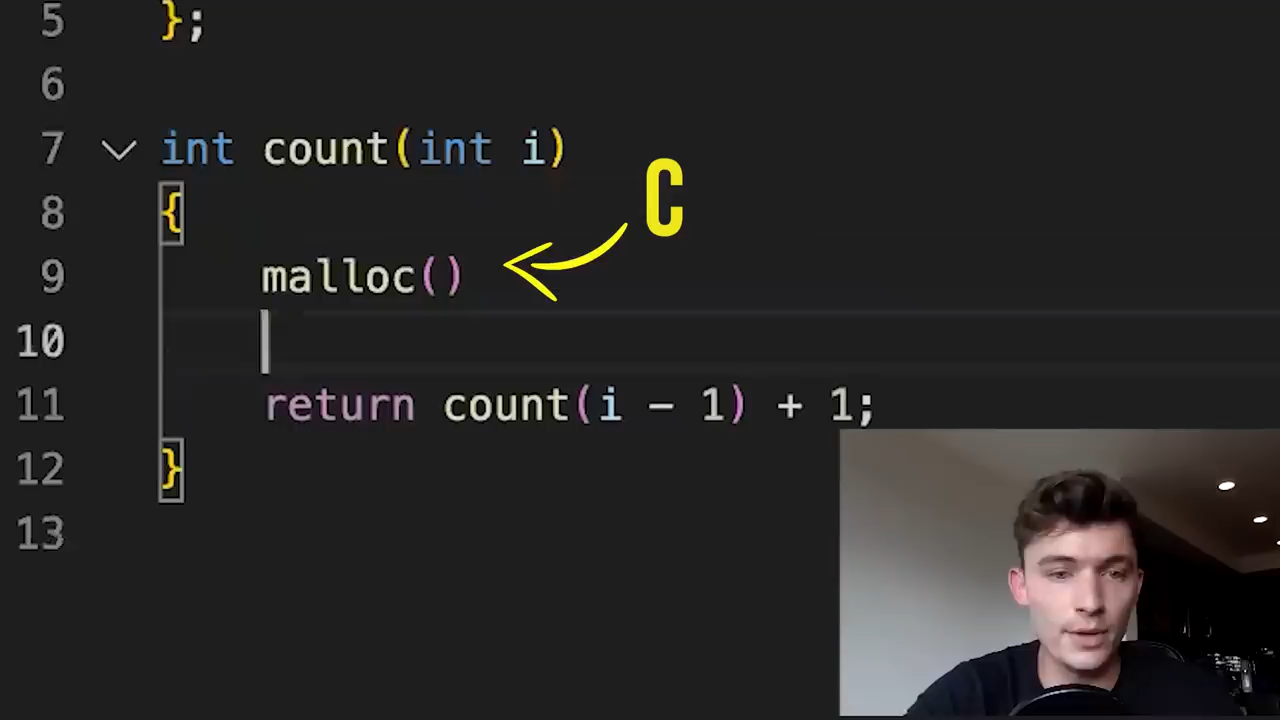 5 };
6
7 int count(int i)
C
8 {
9 malloc()
10
11 return count(i - 1) + 1;
12 }
13